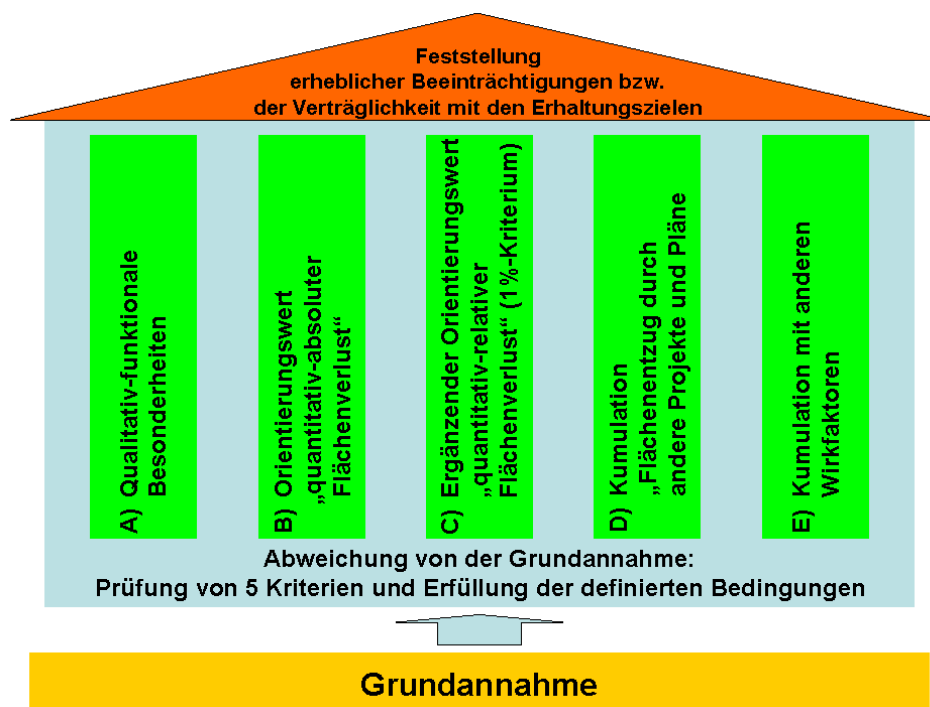 Feststellung
erheblicher Beeinträchtigungen bzw.
der Verträglichkeit mit den Erhaltungszielen
A) Qualitativ-funktionale
Besonderheiten
B) Orientierungswert
„quantitativ-absoluter
Flächenverlust“
C) Ergänzender Orientierungswert
„quantitativ-relativer
Flächenverlust“ (1%-Kriterium)
D) Kumulation
„Flächenentzug durch
andere Projekte und Pläne
E) Kumulation mit anderen
Wirkfaktoren
Abweichung von der Grundannahme:
Prüfung von 5 Kriterien und Erfüllung der definierten Bedingungen
Grundannahme